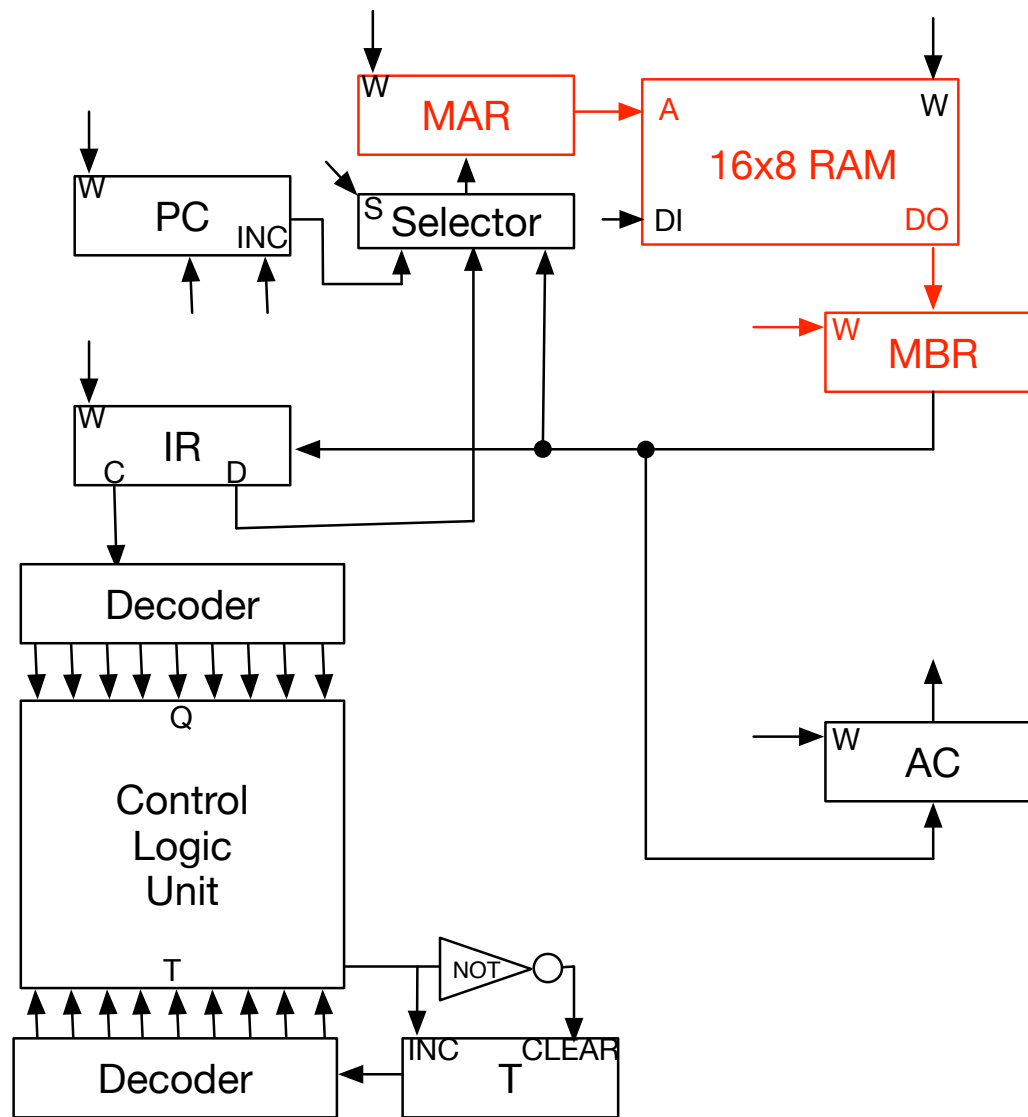 W
MAR
A
W
16x8 RAM
DI
DO
W
PC
INC
S
Selector
W
MBR
W
IR
C
D
Decoder
Q
Control
Logic
Unit
T
W
AC
NOT
INC
CLEAR
T
Decoder